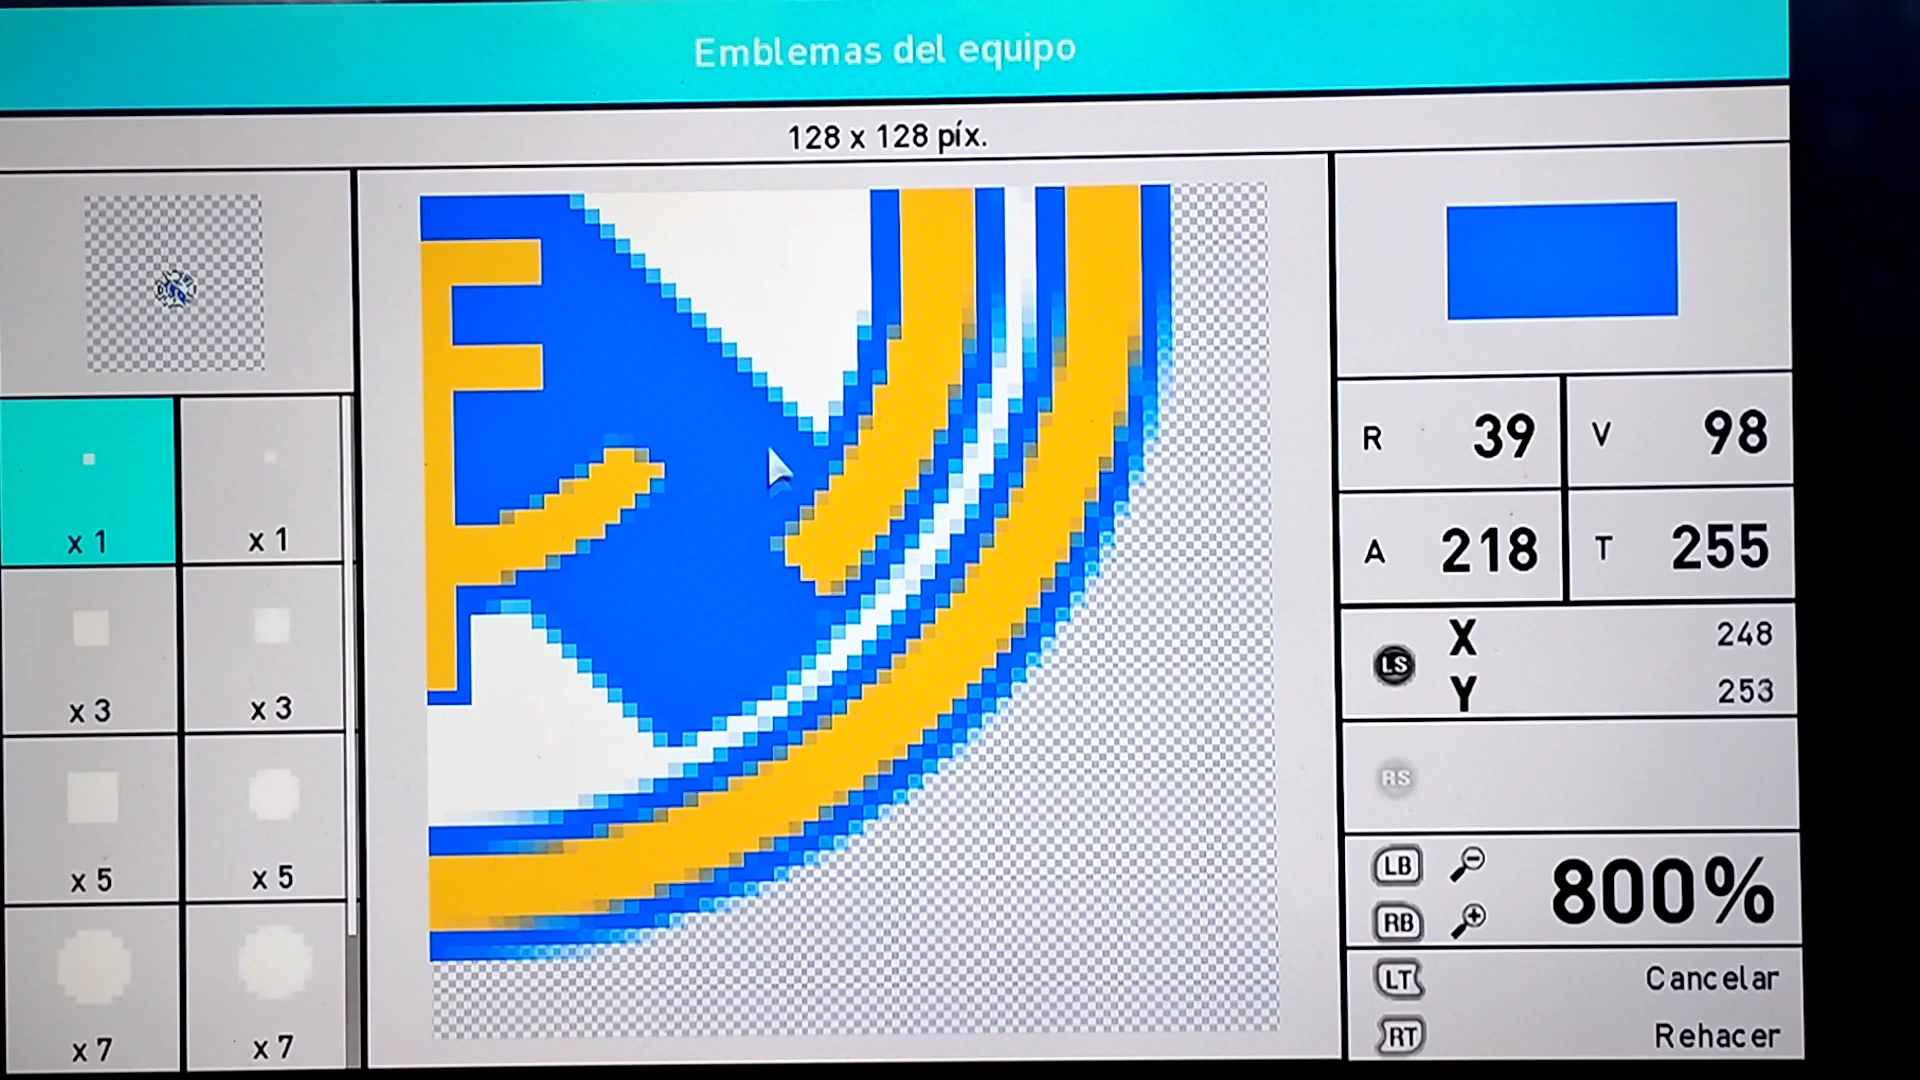 Emblemas del equipo
128 x 128 píx.
x 1
x 1
x 3
x 3
x 5
x 5
x 7
x 7
R 39
V 98
A 218
T 255
LS
X 248
Y 253
RS
LB
RB
800%
LT Cancelar
RT Rehacer